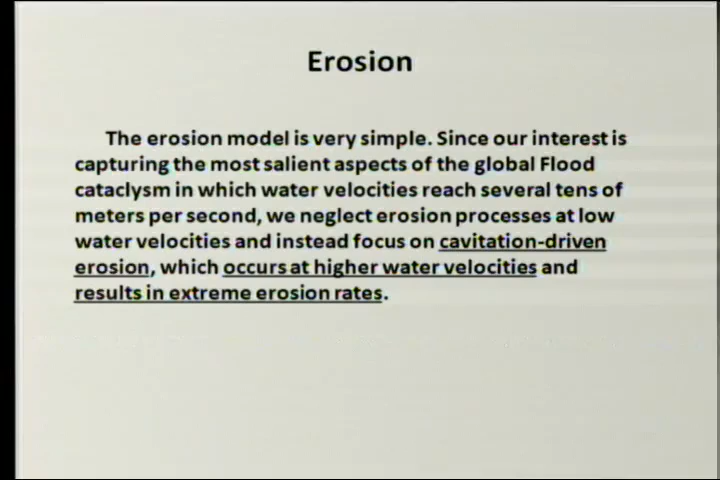 Erosion
The erosion model is very simple. Since our interest is
capturing the most salient aspects of the global Flood
cataclysm in which water velocities reach several tens of
meters per second, we neglect erosion processes at low
water velocities and instead focus on cavitation-driven
erosion, which occurs at higher water velocities and
results in extreme erosion rates.